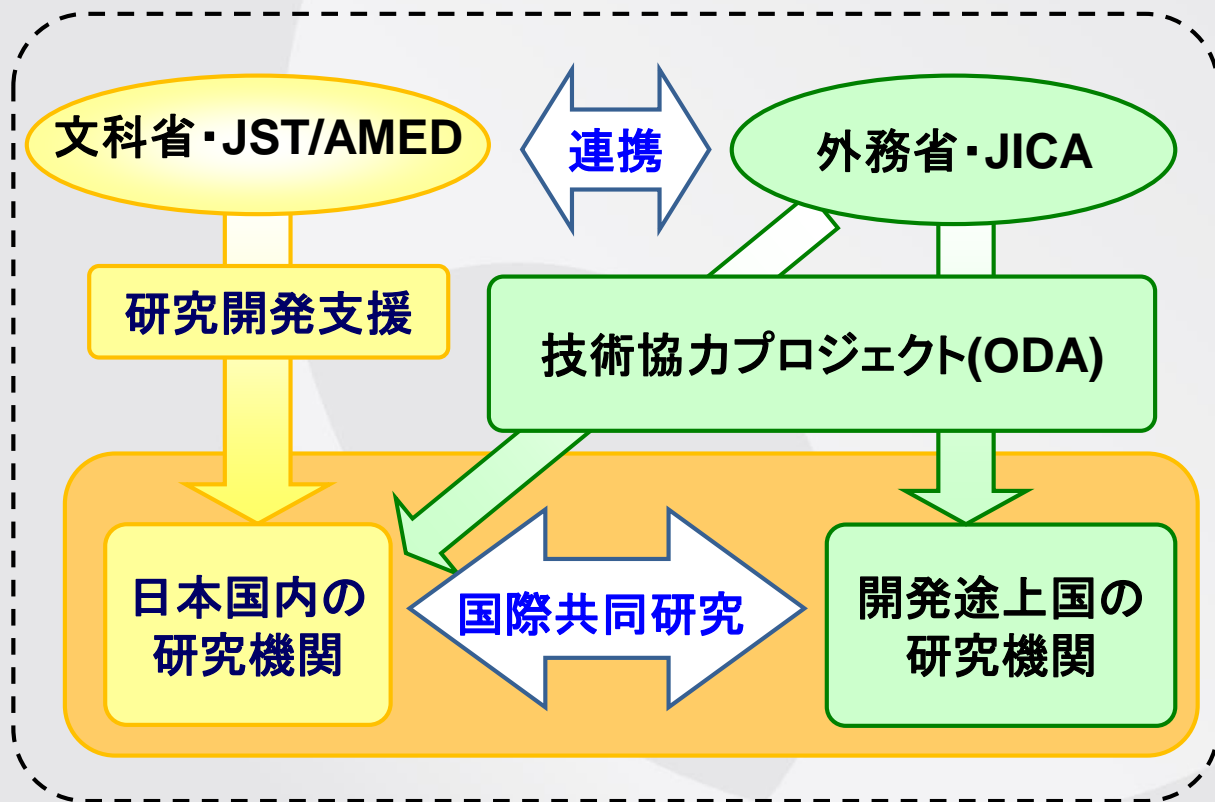 文科省・JST/AMED
連携
外務省・JICA
研究開発支援
技術協力プロジェクト(ODA)
日本国内の
研究機関
国際共同研究
開発途上国の
研究機関